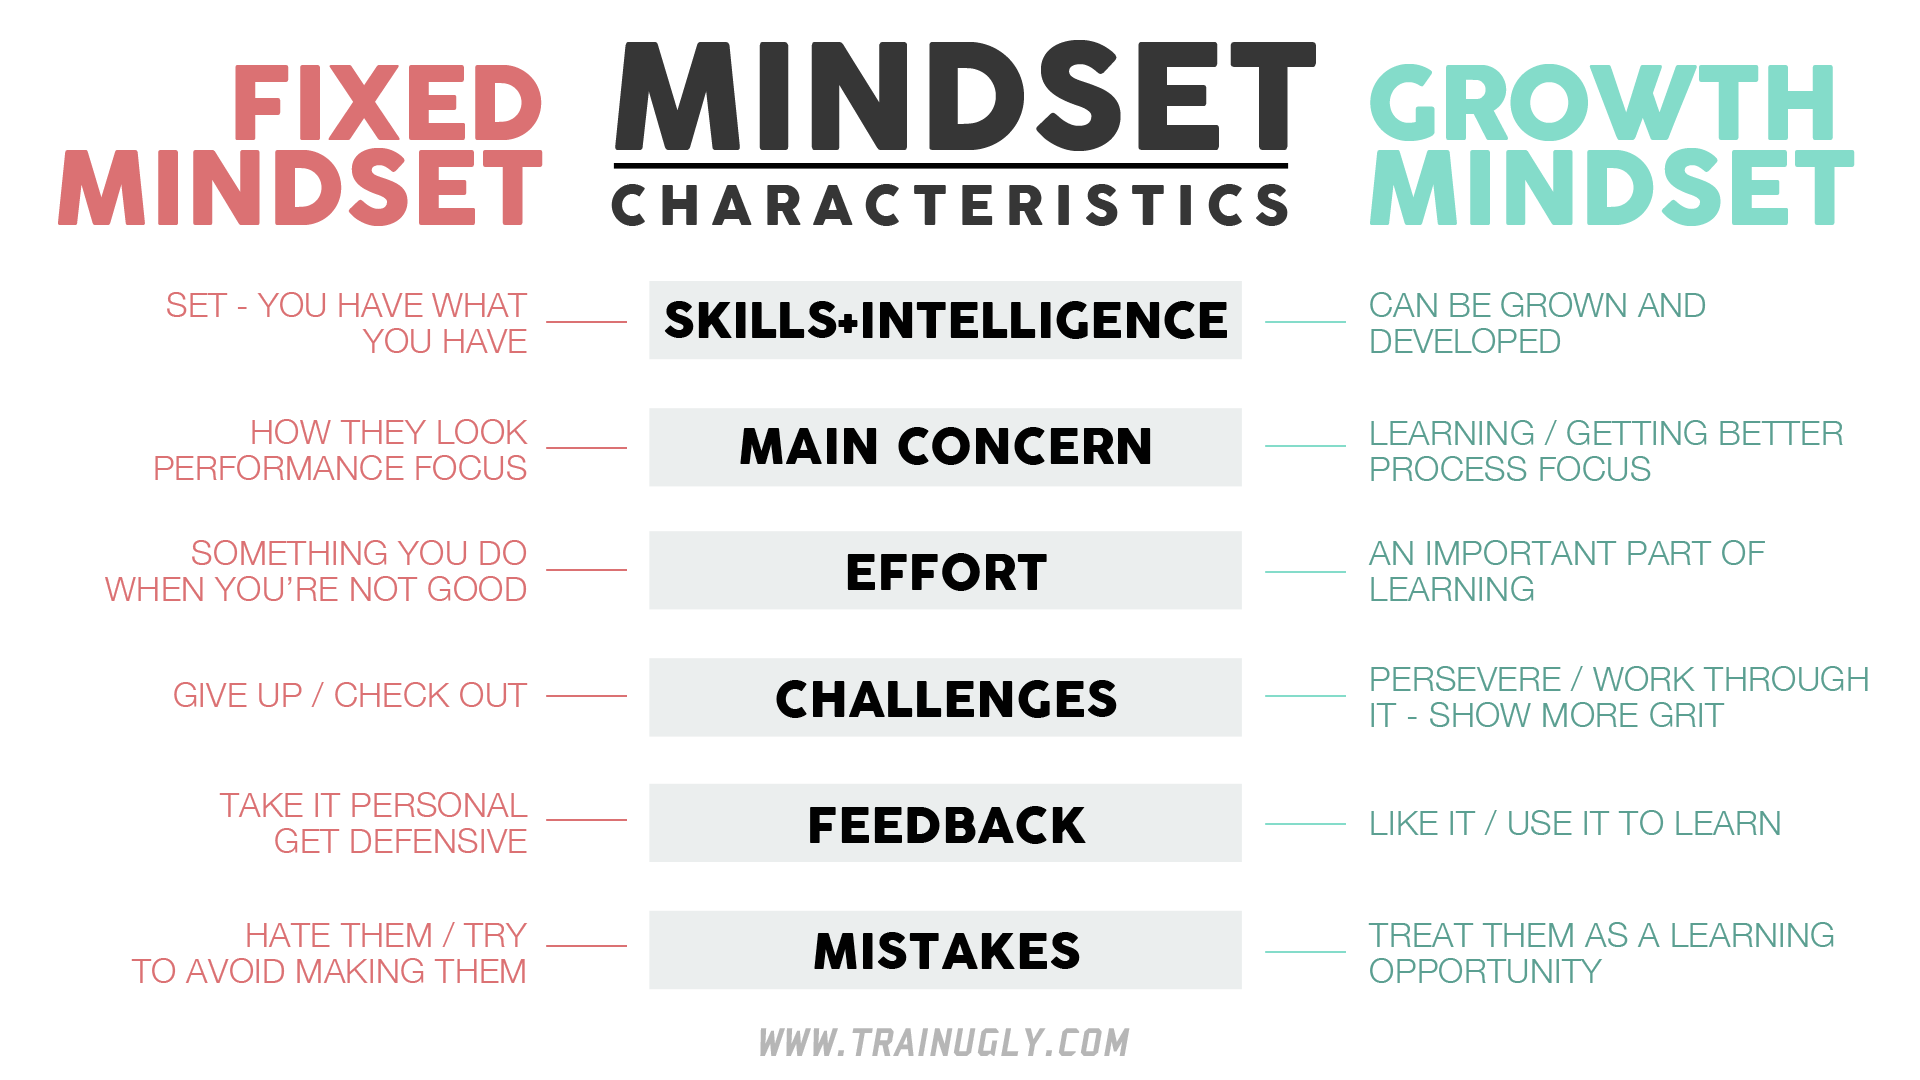 FIXED
MINDSET
MINDSET
CHARACTERISTICS
GROWTH
MINDSET
SET - YOU HAVE WHAT
YOU HAVE
SKILLS+INTELLIGENCE
CAN BE GROWN AND
DEVELOPED
HOW THEY LOOK
PERFORMANCE FOCUS
MAIN CONCERN
LEARNING / GETTING BETTER
PROCESS FOCUS
SOMETHING YOU DO
WHEN YOU’RE NOT GOOD
EFFORT
AN IMPORTANT PART OF
LEARNING
GIVE UP / CHECK OUT
CHALLENGES
PERSEVERE / WORK THROUGH
IT - SHOW MORE GRIT
TAKE IT PERSONAL
GET DEFENSIVE
FEEDBACK
LIKE IT / USE IT TO LEARN
HATE THEM / TRY
TO AVOID MAKING THEM
MISTAKES
TREAT THEM AS A LEARNING
OPPORTUNITY
WWW.TRAINUGLY.COM